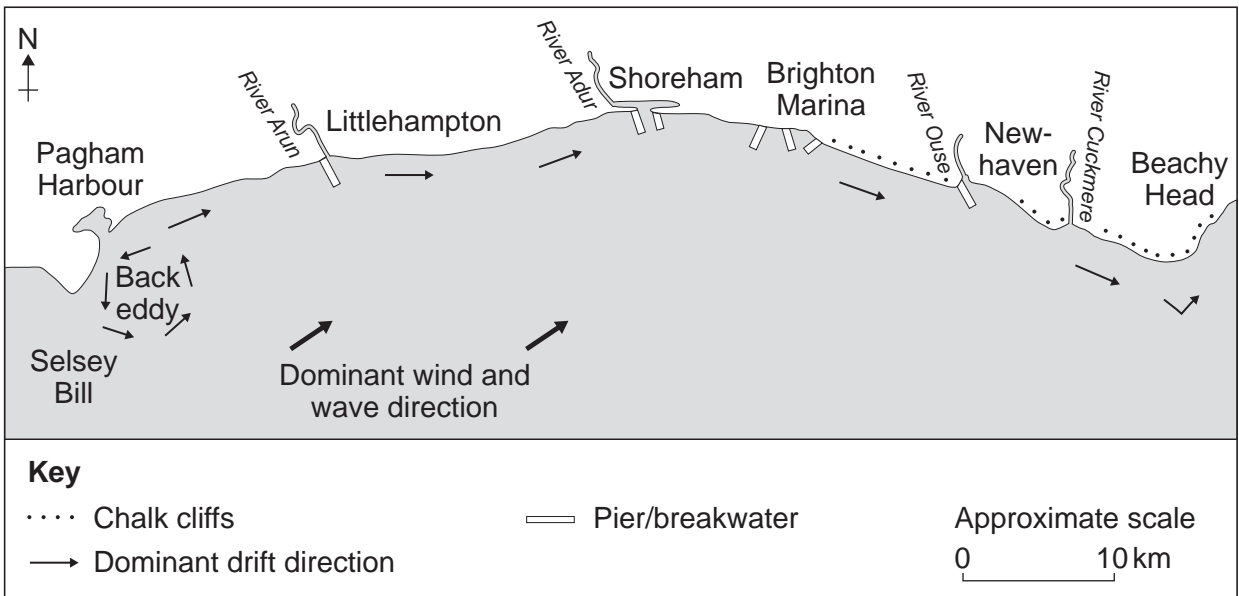 N
River Adur
Shoreham
Brighton
Marina
River Arun
Littlehampton
River Ouse
New-
haven
River Cuckmere
Beachy
Head
Pagham
Harbour
Back
eddy
Selsey
Bill
Dominant wind and
wave direction
Key
Chalk cliffs
Pier/breakwater
Approximate scale
Dominant drift direction
0 10 km